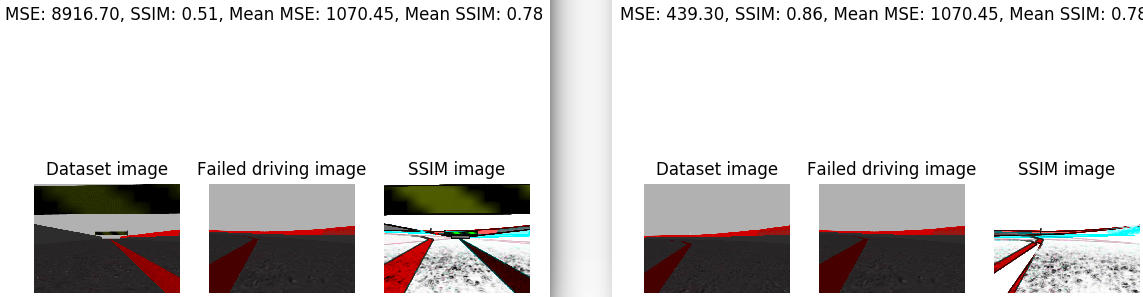 MSE: 8916.70, SSIM: 0.51, Mean MSE: 1070.45, Mean SSIM: 0.78
Dataset image Failed driving image SSIM image
MSE: 439.30, SSIM: 0.86, Mean MSE: 1070.45, Mean SSIM: 0.78
Dataset image Failed driving image SSIM image